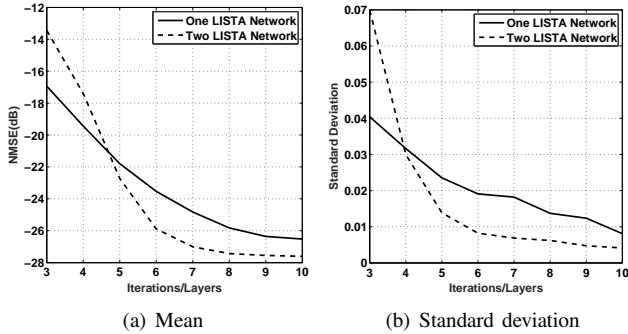 One LISTA Network
Two LISTA Network
NMSE(dB)
−12
−14
−16
−18
−20
−22
−24
−26
−28
3 4 5 6 7 8 9 10
Iterations/Layers
(a) Mean
One LISTA Network
Two LISTA Network
Standard Deviation
0.07
0.06
0.05
0.04
0.03
0.02
0.01
0
3 4 5 6 7 8 9 10
Iterations/Layers
(b) Standard deviation